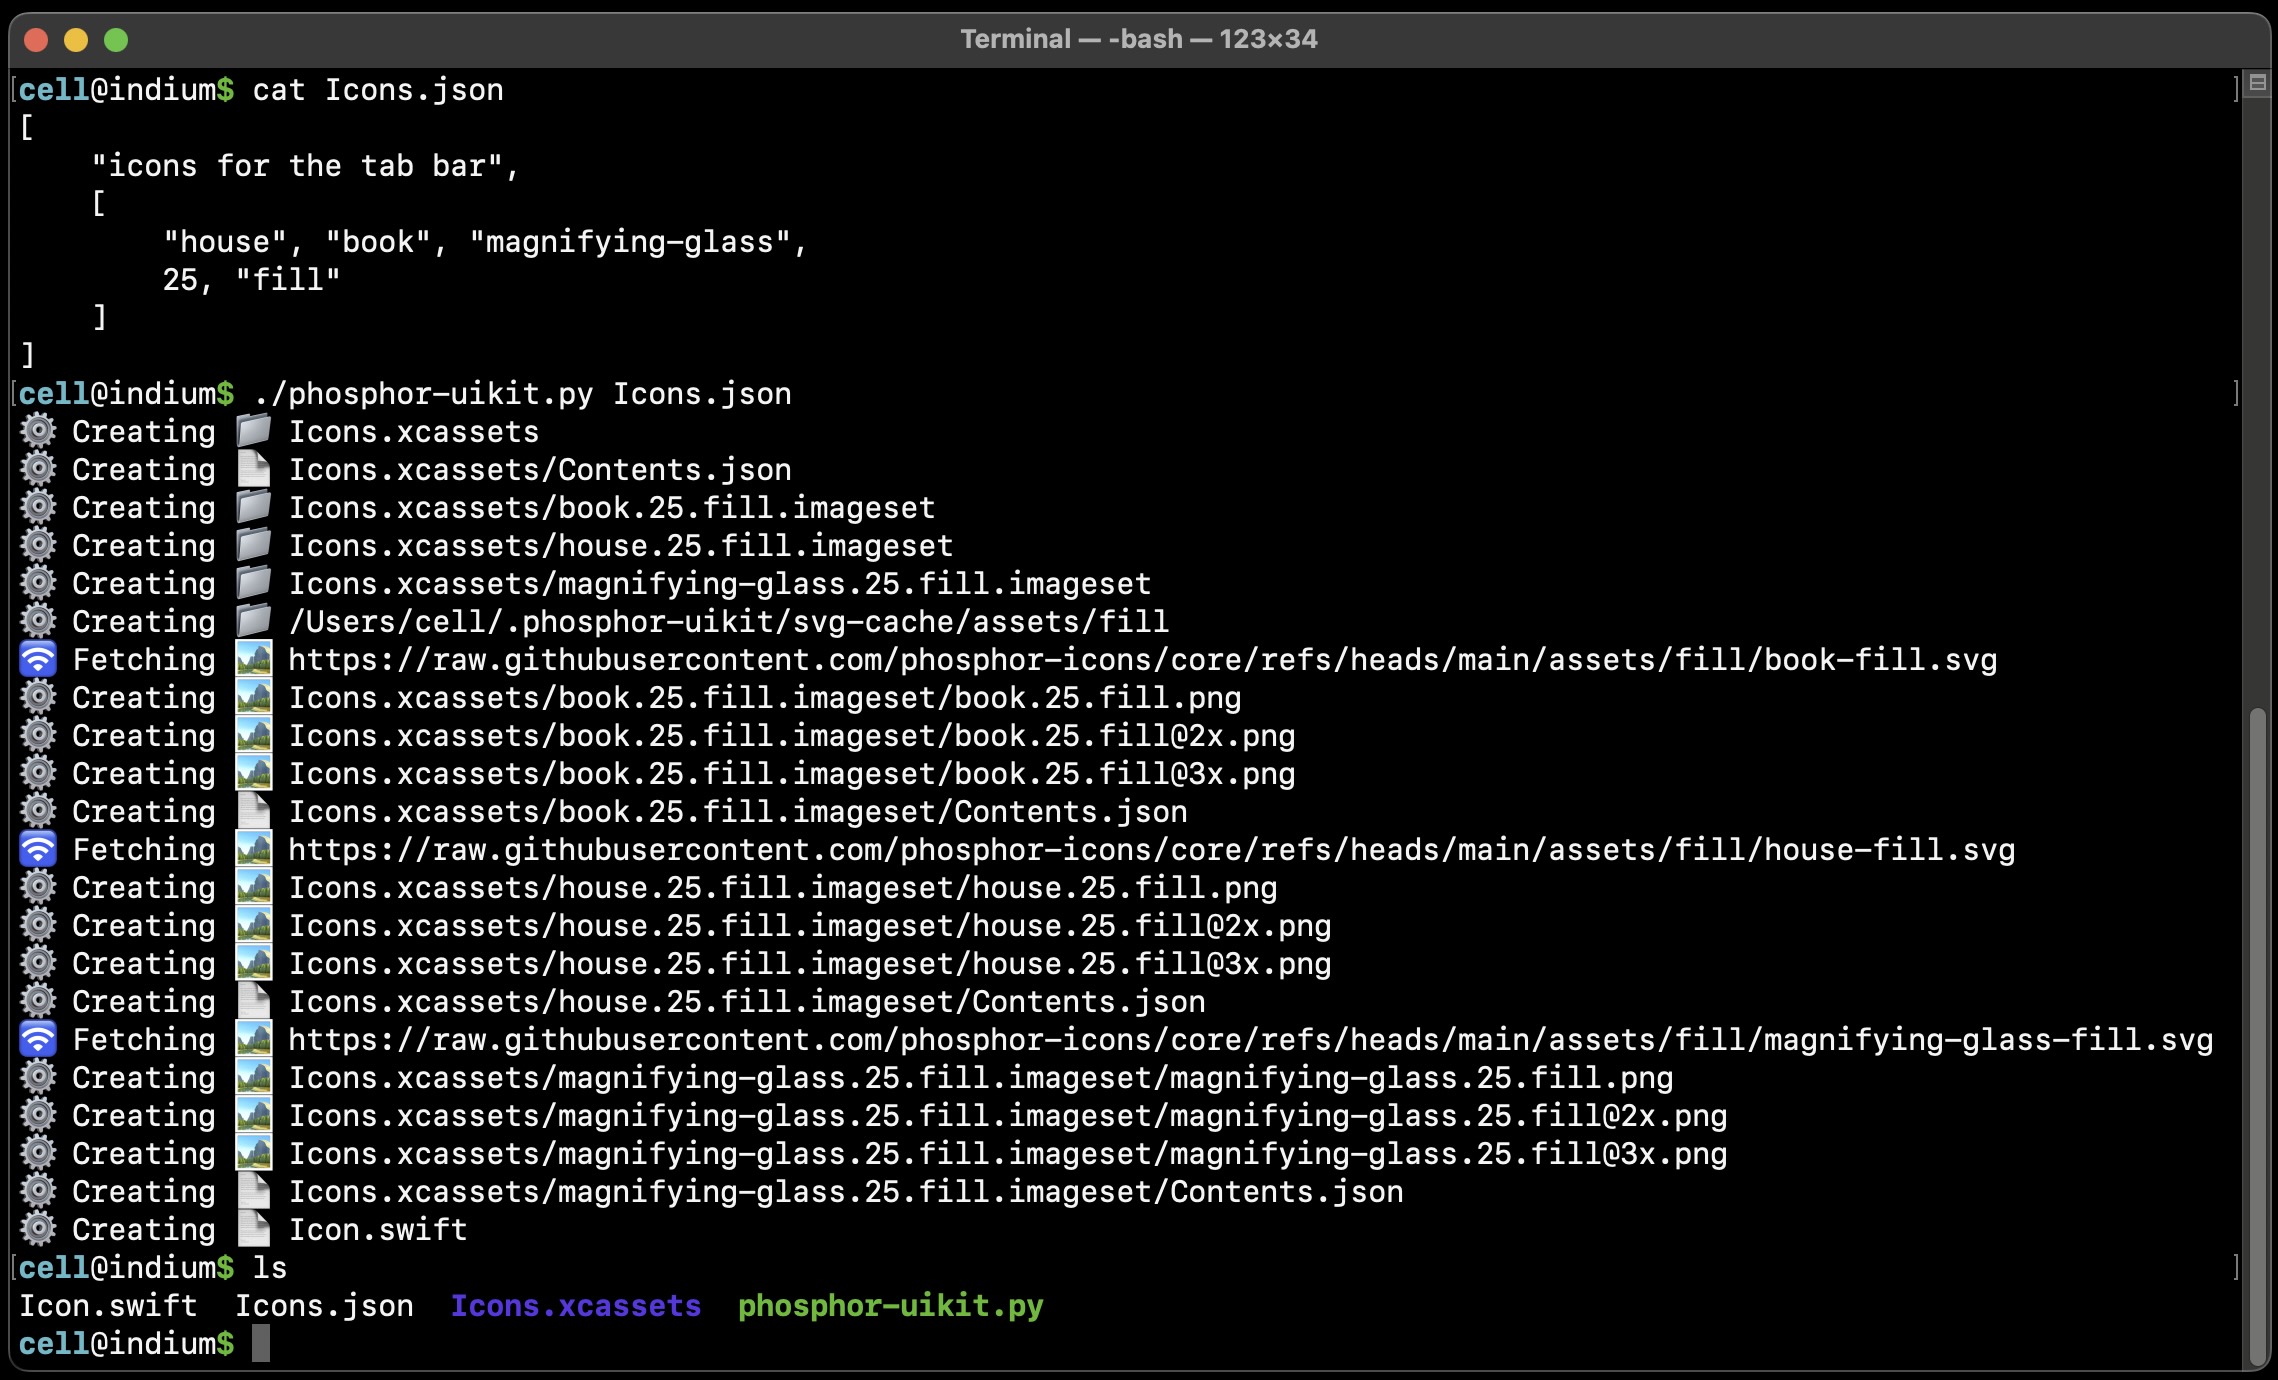 Terminal — -bash — 123×34
cell@indium$ cat Icons.json
[
    "icons for the tab bar",
    [
        "house", "book", "magnifying-glass",
        25, "fill"
    ]
]
cell@indium$ ./phosphor-uikit.py Icons.json
Creating Icons.xcassets
Creating Icons.xcassets/Contents.json
Creating Icons.xcassets/book.25.fill.imageset
Creating Icons.xcassets/house.25.fill.imageset
Creating Icons.xcassets/magnifying-glass.25.fill.imageset
Creating /Users/cell/.phosphor-uikit/svg-cache/assets/fill
Fetching https://raw.githubusercontent.com/phosphor-icons/core/refs/heads/main/assets/fill/book-fill.svg
Creating Icons.xcassets/book.25.fill.imageset/book.25.fill.png
Creating Icons.xcassets/book.25.fill.imageset/book.25.fill@2x.png
Creating Icons.xcassets/book.25.fill.imageset/book.25.fill@3x.png
Creating Icons.xcassets/book.25.fill.imageset/Contents.json
Fetching https://raw.githubusercontent.com/phosphor-icons/core/refs/heads/main/assets/fill/house-fill.svg
Creating Icons.xcassets/house.25.fill.imageset/house.25.fill.png
Creating Icons.xcassets/house.25.fill.imageset/house.25.fill@2x.png
Creating Icons.xcassets/house.25.fill.imageset/house.25.fill@3x.png
Creating Icons.xcassets/house.25.fill.imageset/Contents.json
Fetching https://raw.githubusercontent.com/phosphor-icons/core/refs/heads/main/assets/fill/magnifying-glass-fill.svg
Creating Icons.xcassets/magnifying-glass.25.fill.imageset/magnifying-glass.25.fill.png
Creating Icons.xcassets/magnifying-glass.25.fill.imageset/magnifying-glass.25.fill@2x.png
Creating Icons.xcassets/magnifying-glass.25.fill.imageset/magnifying-glass.25.fill@3x.png
Creating Icons.xcassets/magnifying-glass.25.fill.imageset/Contents.json
Creating Icon.swift
cell@indium$ ls
Icon.swift  Icons.json  Icons.xcassets  phosphor-uikit.py
cell@indium$